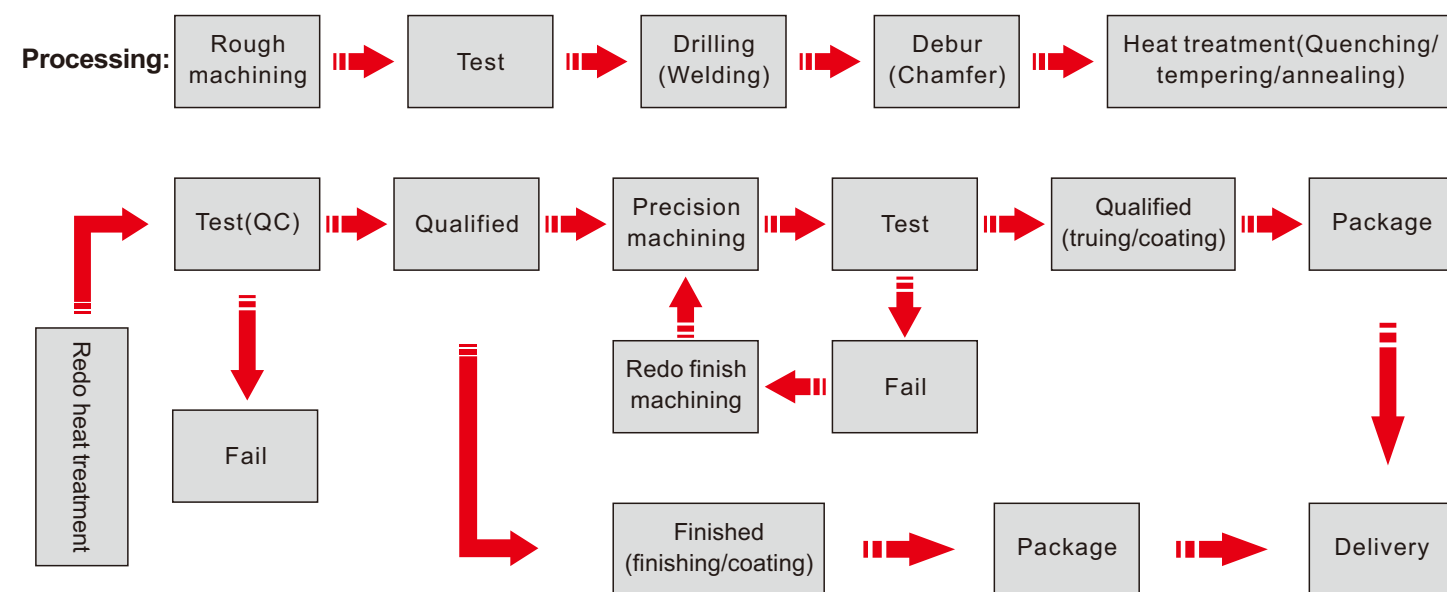 Processing:
Rough
machining
Test
Drilling
(Welding)
Debur
(Chamfer)
Heat treatment(Quenching/
tempering/annealing)
Test(QC)
Qualified
Precision
machining
Test
Qualified
(truing/coating)
Package
Redo heat treatment
Fail
Redo finish
machining
Fail
Finished
(finishing/coating)
Package
Delivery